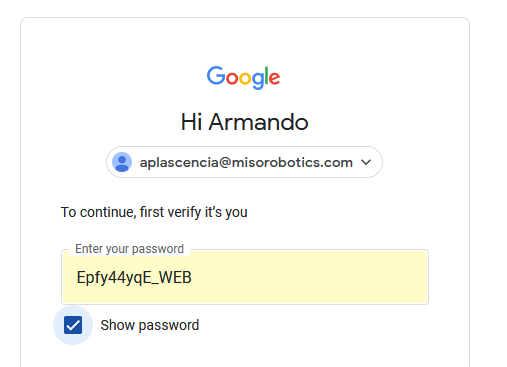 Google
Hi Armando
aplascencia@misorobotics.com
To continue, first verify it’s you
Enter your password
Epfy44yqE_WEB
Show password